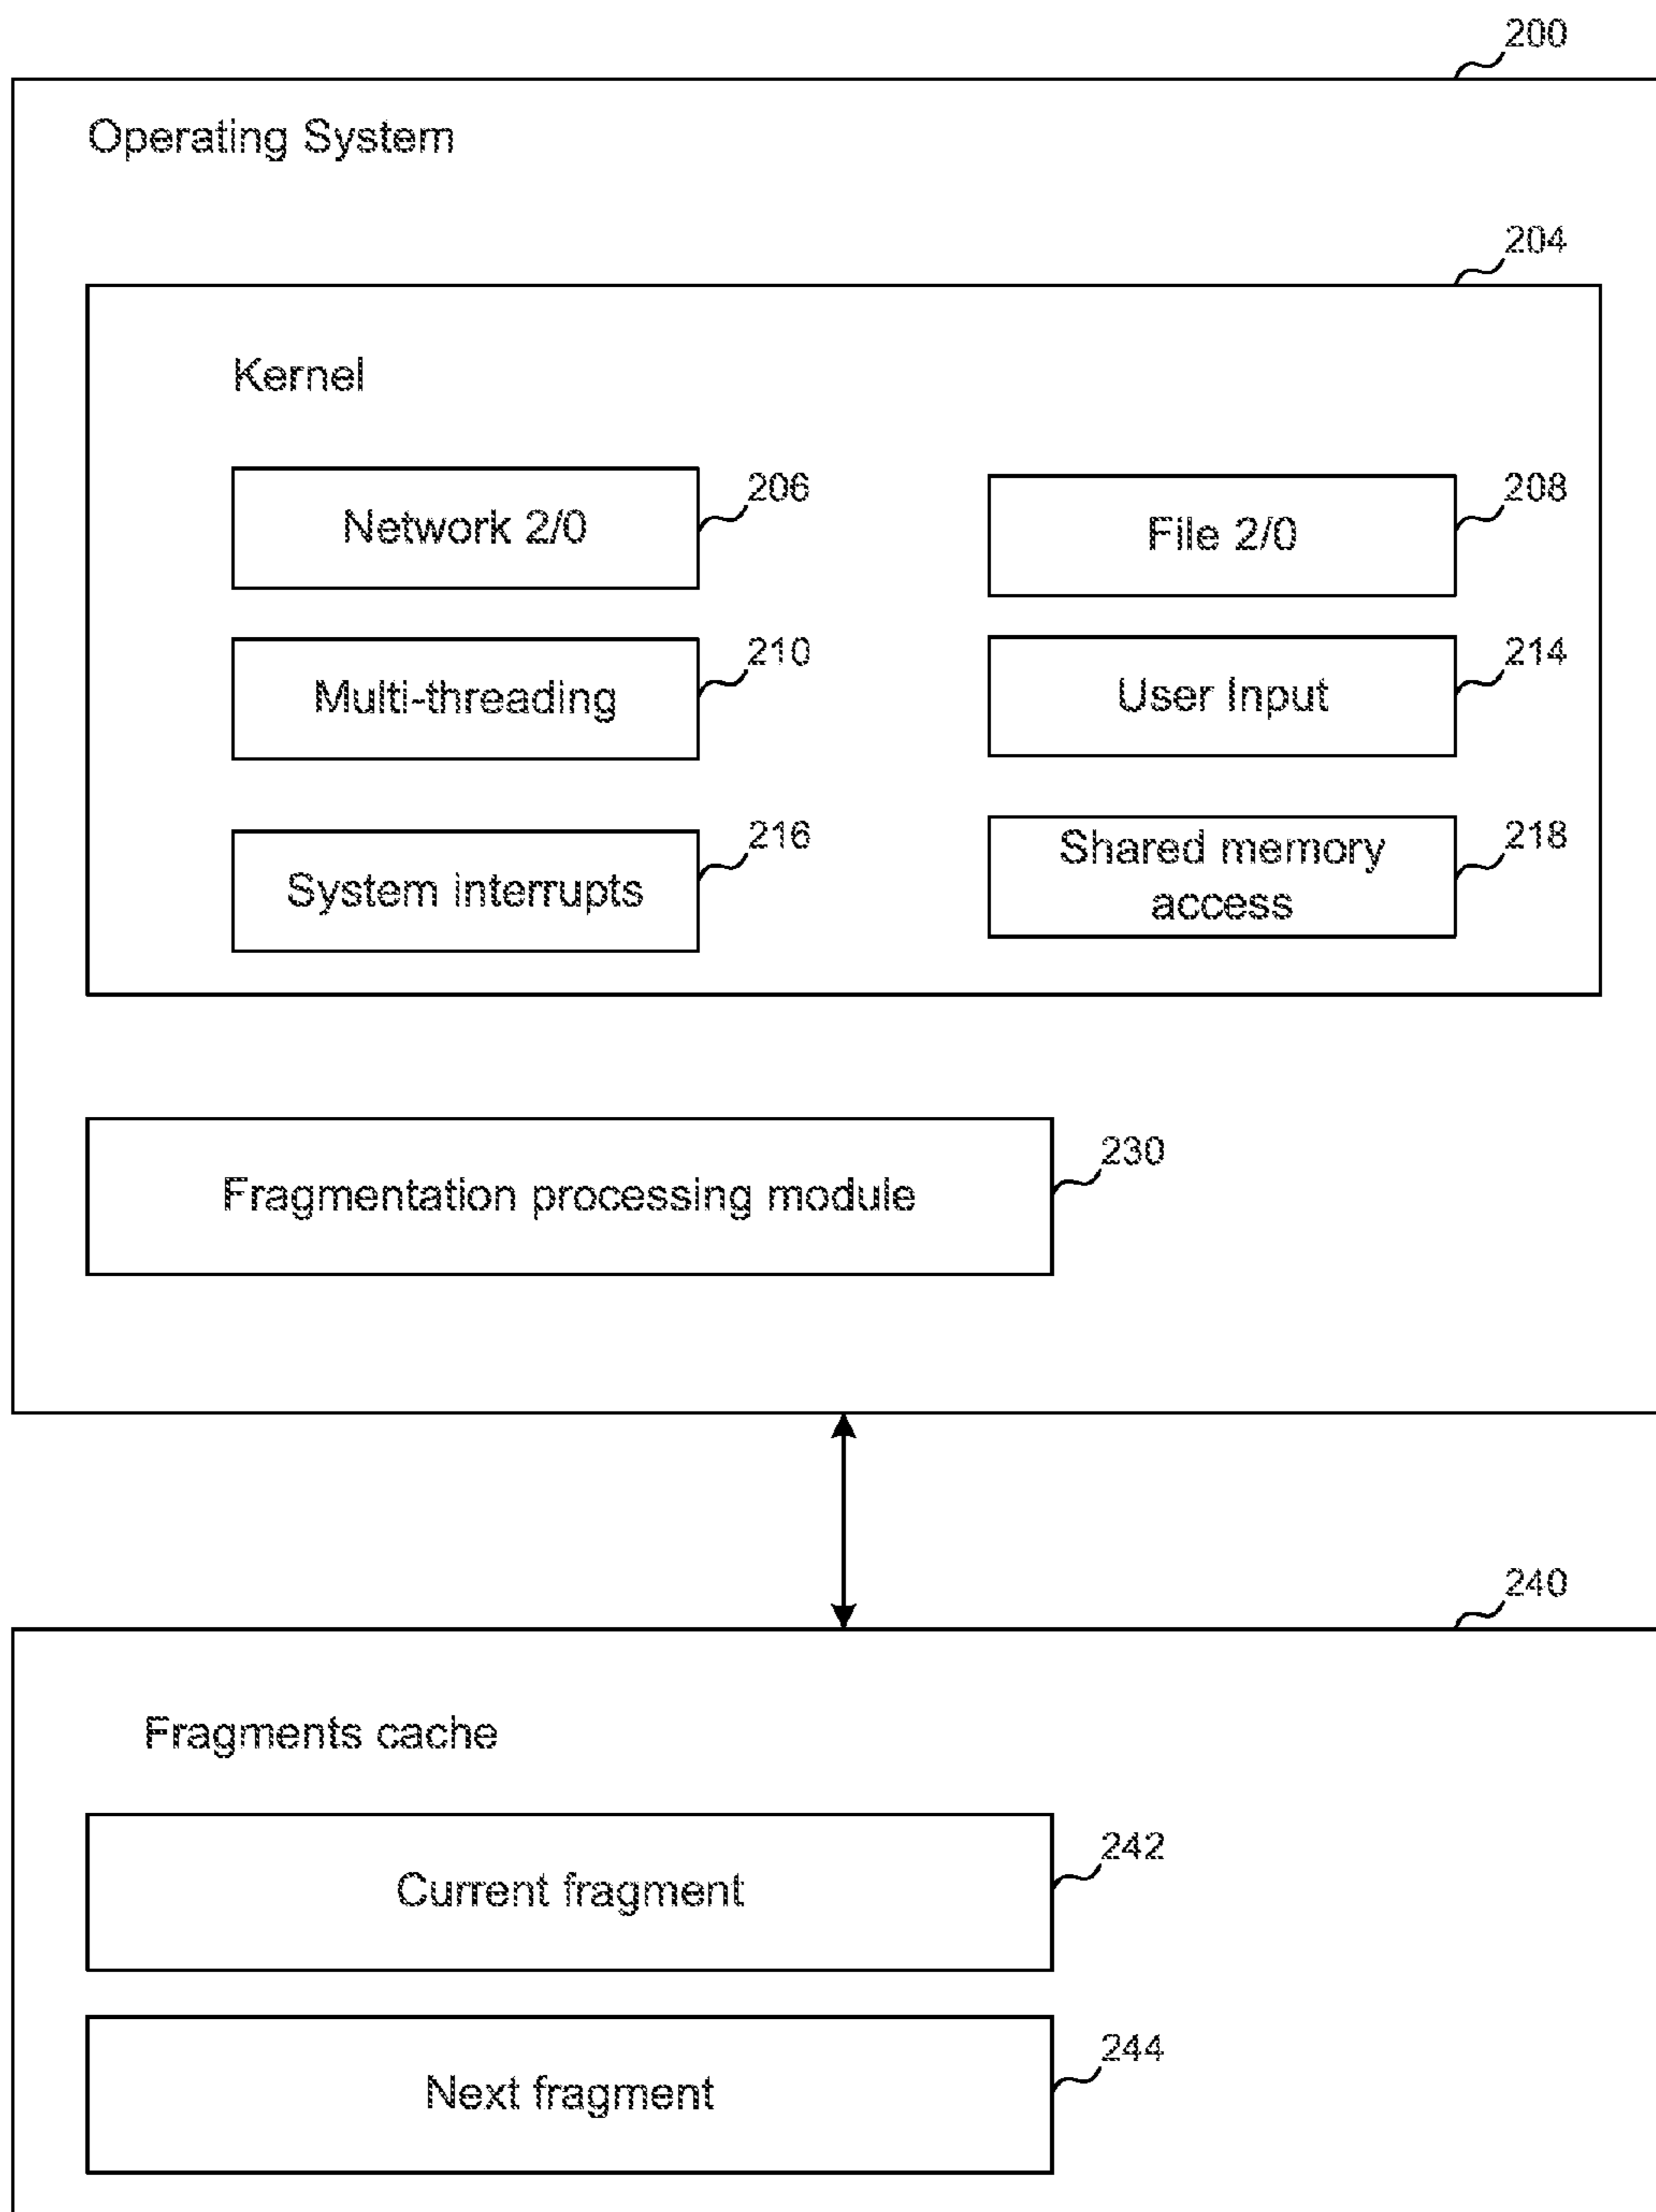 200
Operating System
204
Kernel
Network 2/0
206
File 2/0
208
Multi-threading
210
User Input
214
System interrupts
216
Shared memory
access
218
Fragmentation processing module
230
240
Fragments cache
Current fragment
242
Next fragment
244